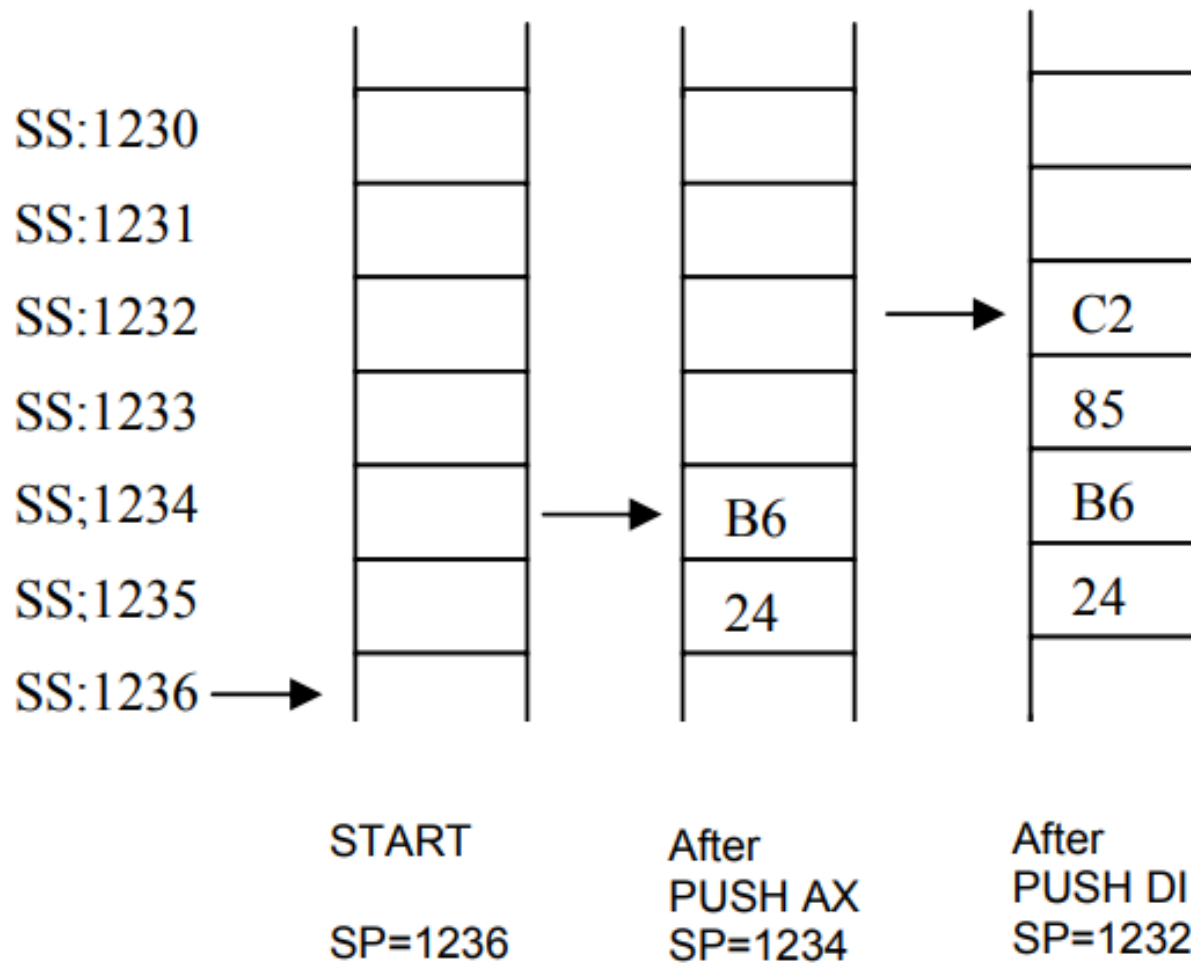 SS:1230
SS:1231
SS:1232
C2
SS:1233
85
SS;1234
B6
B6
SS;1235
24
24
SS:1236
START
After
After
PUSH AX
PUSH DI
SP=1236
SP=1234
SP=1232